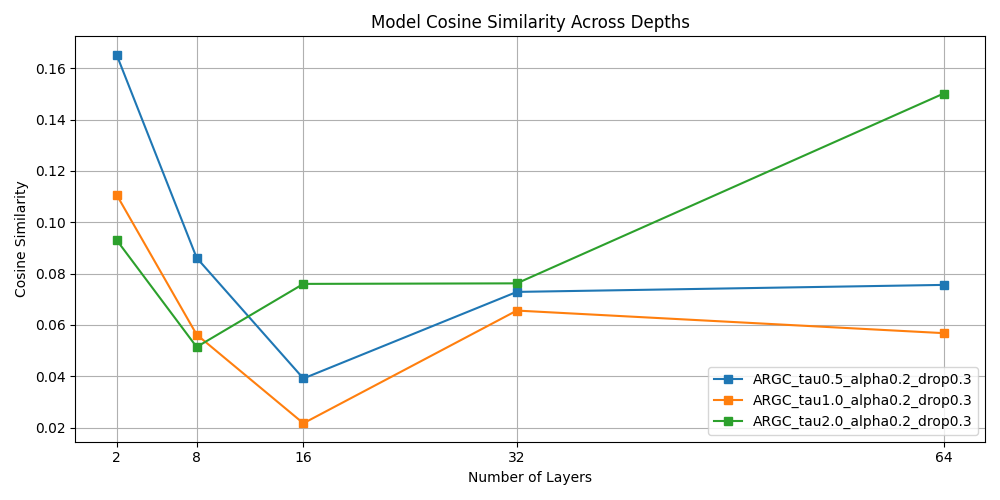 Model Cosine Similarity Across Depths
Cosine Similarity
0.16
0.14
0.12
0.10
0.08
0.06
0.04
0.02
2
8
16
32
64
Number of Layers
ARGC_tau0.5_alpha0.2_drop0.3
ARGC_tau1.0_alpha0.2_drop0.3
ARGC_tau2.0_alpha0.2_drop0.3